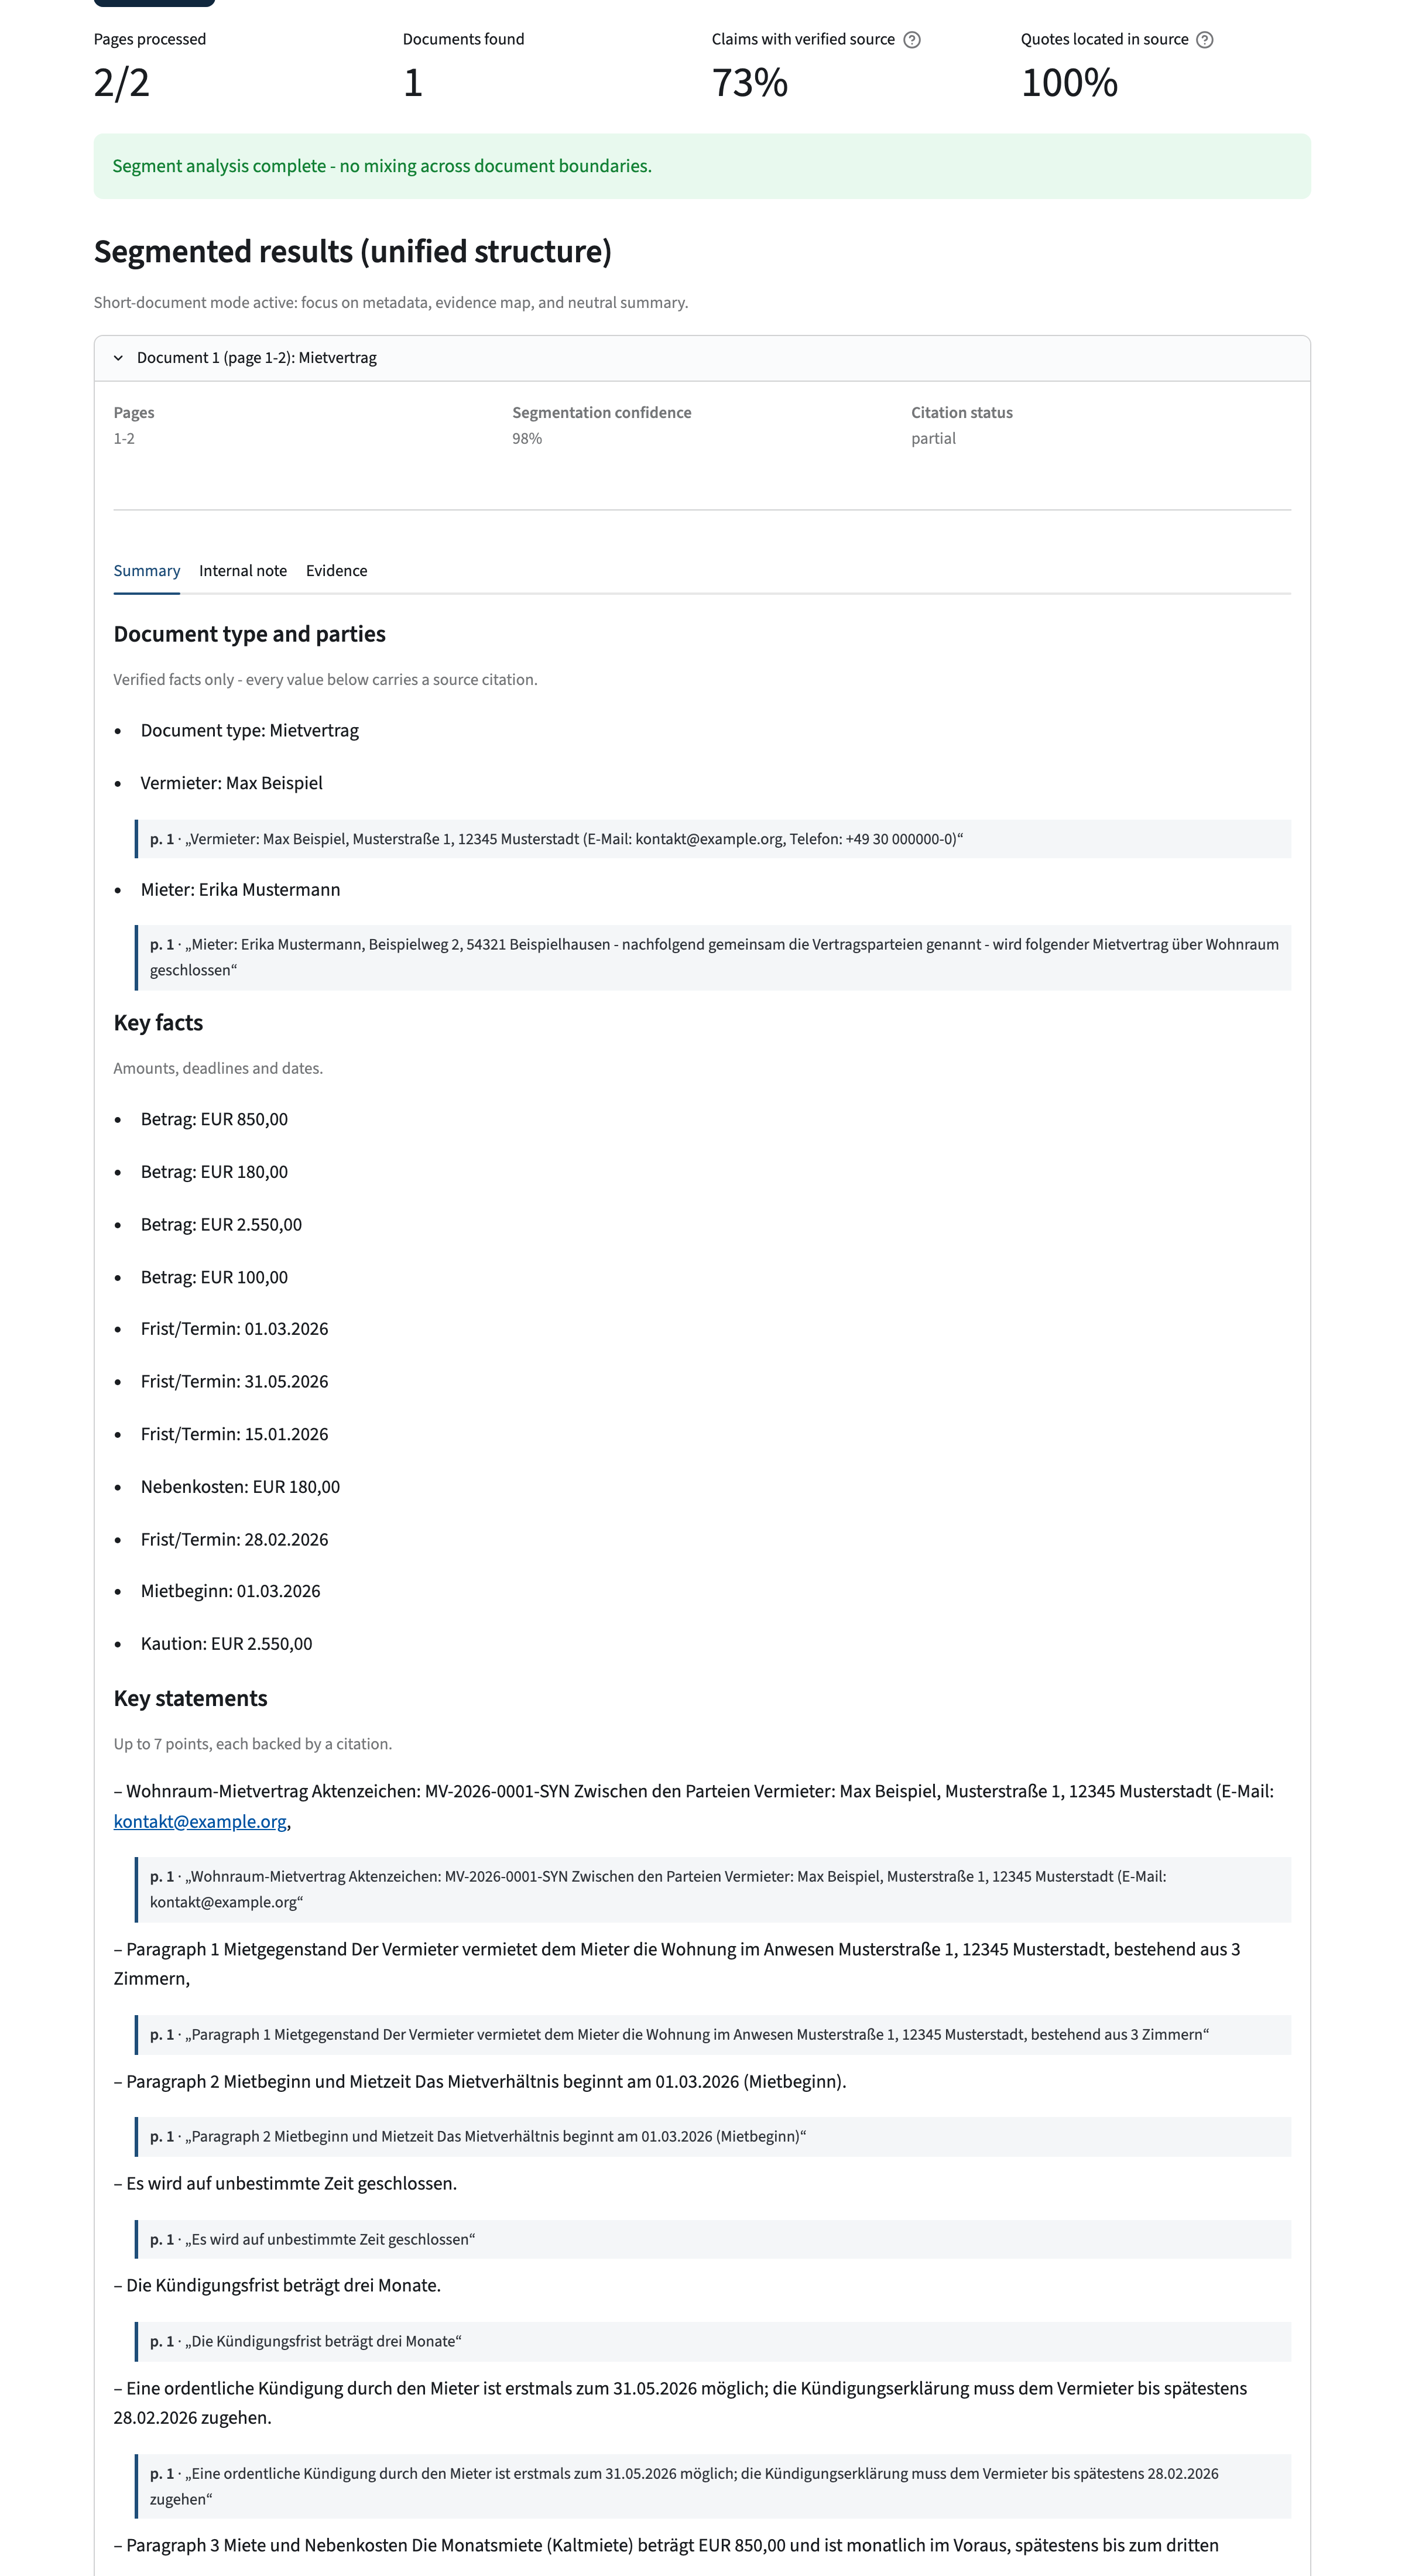 Pages processed
2/2
Documents found
1
Claims with verified source ?
73%
Quotes located in source ?
100%
Segment analysis complete - no mixing across document boundaries.
Segmented results (unified structure)
Short-document mode active: focus on metadata, evidence map, and neutral summary.
Document 1 (page 1-2): Mietvertrag
Pages
1-2
Segmentation confidence
98%
Citation status
partial
Summary Internal note Evidence
Document type and parties
Verified facts only - every value below carries a source citation.
• Document type: Mietvertrag
• Vermieter: Max Beispiel
p. 1 · „Vermieter: Max Beispiel, Musterstraße 1, 12345 Musterstadt (E-Mail: kontakt@example.org, Telefon: +49 30 000000-0)“
• Mieter: Erika Mustermann
p. 1 · „Mieter: Erika Mustermann, Beispielweg 2, 54321 Beispielhausen - nachfolgend gemeinsam die Vertragsparteien genannt - wird folgender Mietvertrag über Wohnraum
geschlossen“
Key facts
Amounts, deadlines and dates.
• Betrag: EUR 850,00
• Betrag: EUR 180,00
• Betrag: EUR 2.550,00
• Betrag: EUR 100,00
• Frist/Termin: 01.03.2026
• Frist/Termin: 31.05.2026
• Frist/Termin: 15.01.2026
• Nebenkosten: EUR 180,00
• Frist/Termin: 28.02.2026
• Mietbeginn: 01.03.2026
• Kaution: EUR 2.550,00
Key statements
Up to 7 points, each backed by a citation.
– Wohnraum-Mietvertrag Aktenzeichen: MV-2026-0001-SYN Zwischen den Parteien Vermieter: Max Beispiel, Musterstraße 1, 12345 Musterstadt (E-Mail:
kontakt@example.org,
p. 1 · „Wohnraum-Mietvertrag Aktenzeichen: MV-2026-0001-SYN Zwischen den Parteien Vermieter: Max Beispiel, Musterstraße 1, 12345 Musterstadt (E-Mail:
kontakt@example.org“
– Paragraph 1 Mietgegenstand Der Vermieter vermietet dem Mieter die Wohnung im Anwesen Musterstraße 1, 12345 Musterstadt, bestehend aus 3
Zimmern,
p. 1 · „Paragraph 1 Mietgegenstand Der Vermieter vermietet dem Mieter die Wohnung im Anwesen Musterstraße 1, 12345 Musterstadt, bestehend aus 3 Zimmern“
– Paragraph 2 Mietbeginn und Mietzeit Das Mietverhältnis beginnt am 01.03.2026 (Mietbeginn).
p. 1 · „Paragraph 2 Mietbeginn und Mietzeit Das Mietverhältnis beginnt am 01.03.2026 (Mietbeginn)“
– Es wird auf unbestimmte Zeit geschlossen.
p. 1 · „Es wird auf unbestimmte Zeit geschlossen“
– Die Kündigungsfrist beträgt drei Monate.
p. 1 · „Die Kündigungsfrist beträgt drei Monate“
– Eine ordentliche Kündigung durch den Mieter ist erstmals zum 31.05.2026 möglich; die Kündigungserklärung muss dem Vermieter bis spätestens
28.02.2026 zugehen.
p. 1 · „Eine ordentliche Kündigung durch den Mieter ist erstmals zum 31.05.2026 möglich; die Kündigungserklärung muss dem Vermieter bis spätestens 28.02.2026
zugehen“
– Paragraph 3 Miete und Nebenkosten Die Monatsmiete (Kaltmiete) beträgt EUR 850,00 und ist monatlich im Voraus, spätestens bis zum dritten